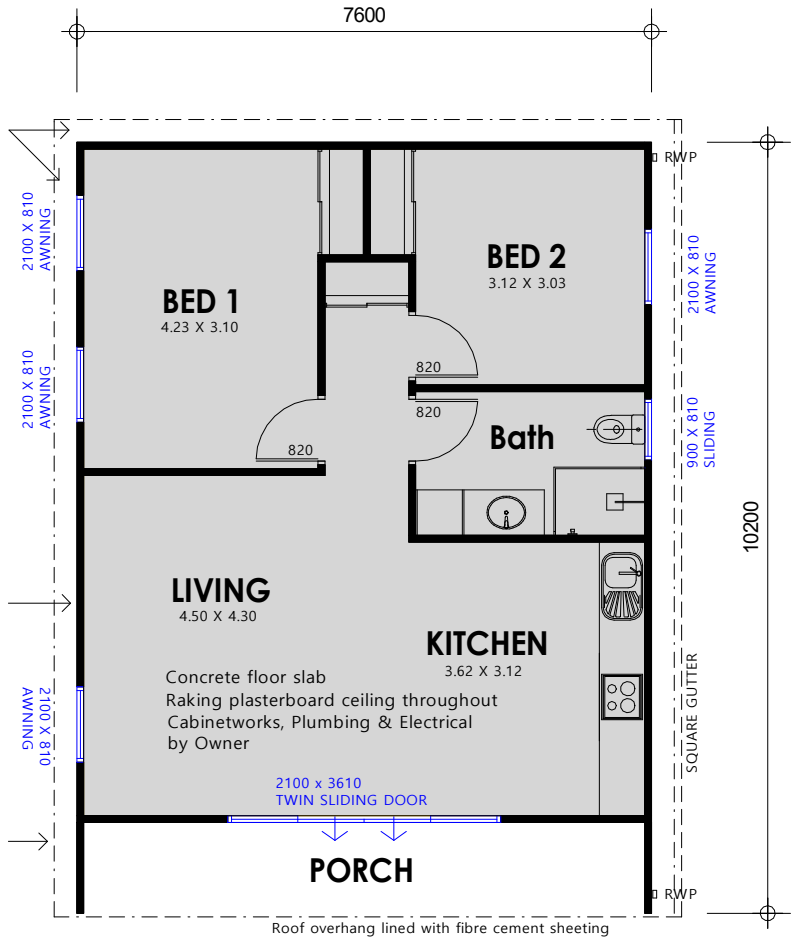 7600
RWP
2100 X 810
AWNING
BED 1
4.23 X 3.10
BED 2
3.12 X 3.03
2100 X 810
AWNING
2100 X 810
AWNING
820
820
820
Bath
900 X 810
SLIDING
10200
LIVING
4.50 X 4.30
KITCHEN
3.62 X 3.12
Concrete floor slab
Raking plasterboard ceiling throughout
Cabinetworks, Plumbing & Electrical
by Owner
2100 X 810
AWNING
SQUARE GUTTER
2100 x 3610
TWIN SLIDING DOOR
PORCH
RWP
Roof overhang lined with fibre cement sheeting